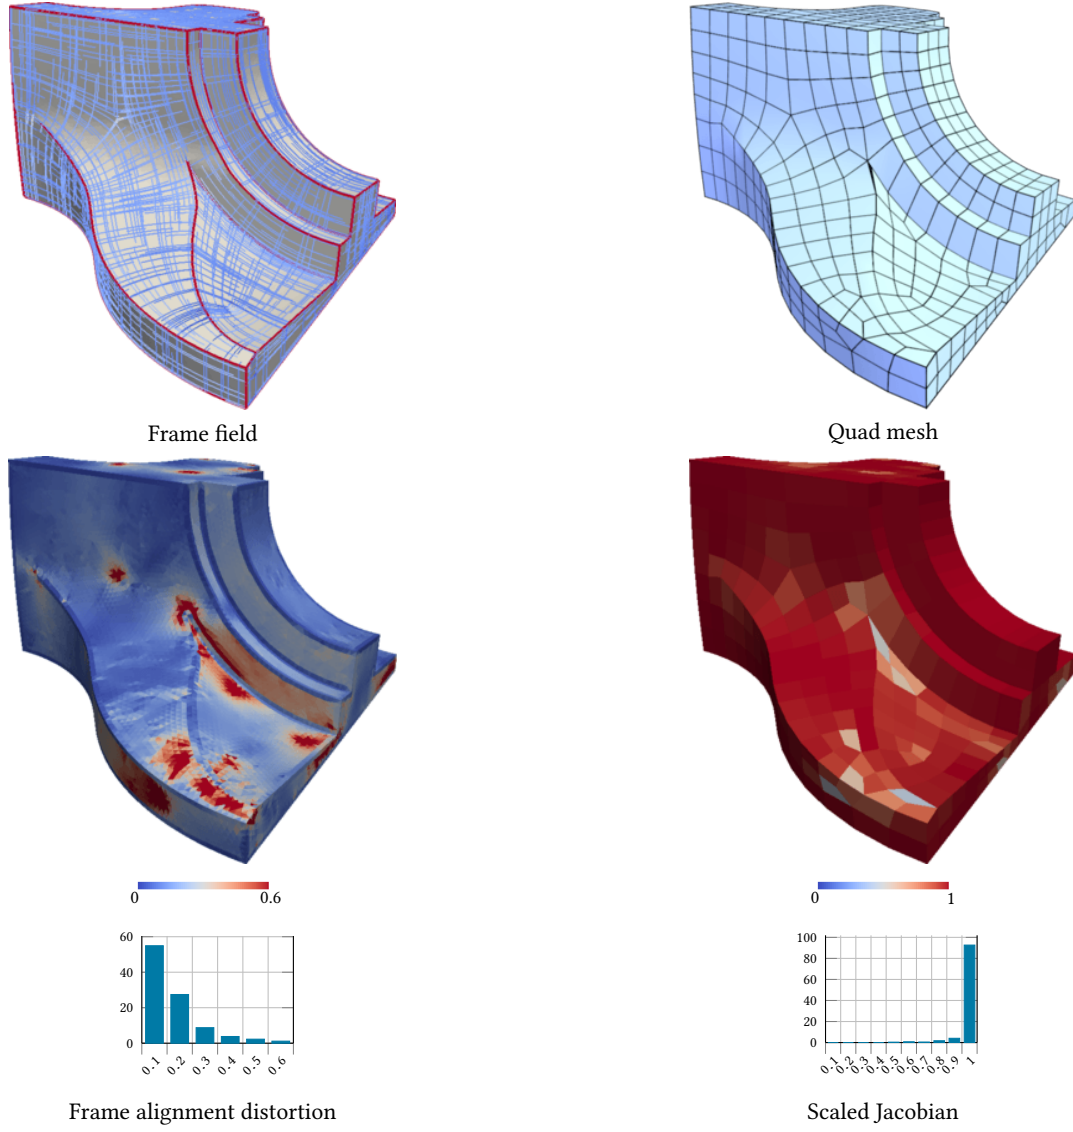 Frame field
Quad mesh
0 0.6
0 1
60
40
20
0
0.1 0.2 0.3 0.4 0.5 0.6
100
80
60
40
20
0
0.1 0.2 0.3 0.4 0.5 0.6 0.7 0.8 0.9 1
Frame alignment distortion
Scaled Jacobian